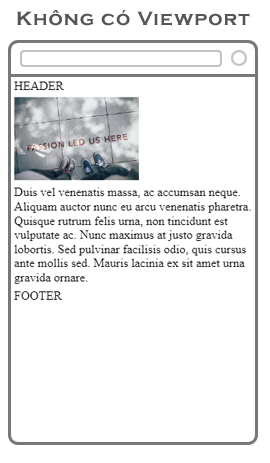 Không có Viewport
HEADER
PASSION LED US HERE
Duis vel venenatis massa, ac accumsan neque.
Aliquam auctor nunc eu arcu venenatis pharetra.
Quisque rutrum felis urna, non tincidunt est
vulputate ac. Nunc maximus at justo gravida
lobortis. Sed pulvinar facilisis odio, quis cursus
ante mollis sed. Mauris lacinia ex sit amet urna
gravida ornare.
FOOTER